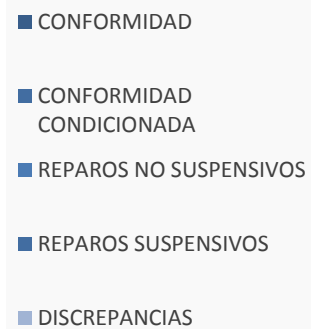 CONFORMIDAD
CONFORMIDAD
CONDICIONADA
REPAROS NO SUSPENSIVOS
REPAROS SUSPENSIVOS
DISCREPANCIAS